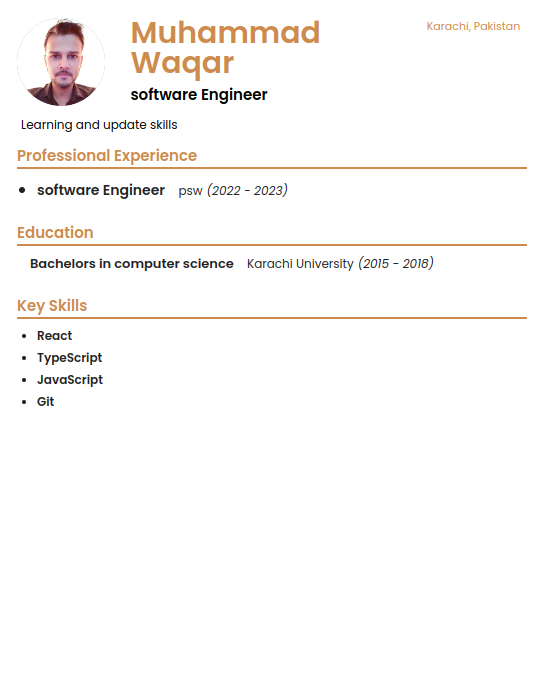 Muhammad
Waqar
Karachi, Pakistan
software Engineer
Learning and update skills
Professional Experience
• software Engineer psw (2022 - 2023)
Education
Bachelors in computer science Karachi University (2015 - 2018)
Key Skills
• React
• TypeScript
• JavaScript
• Git